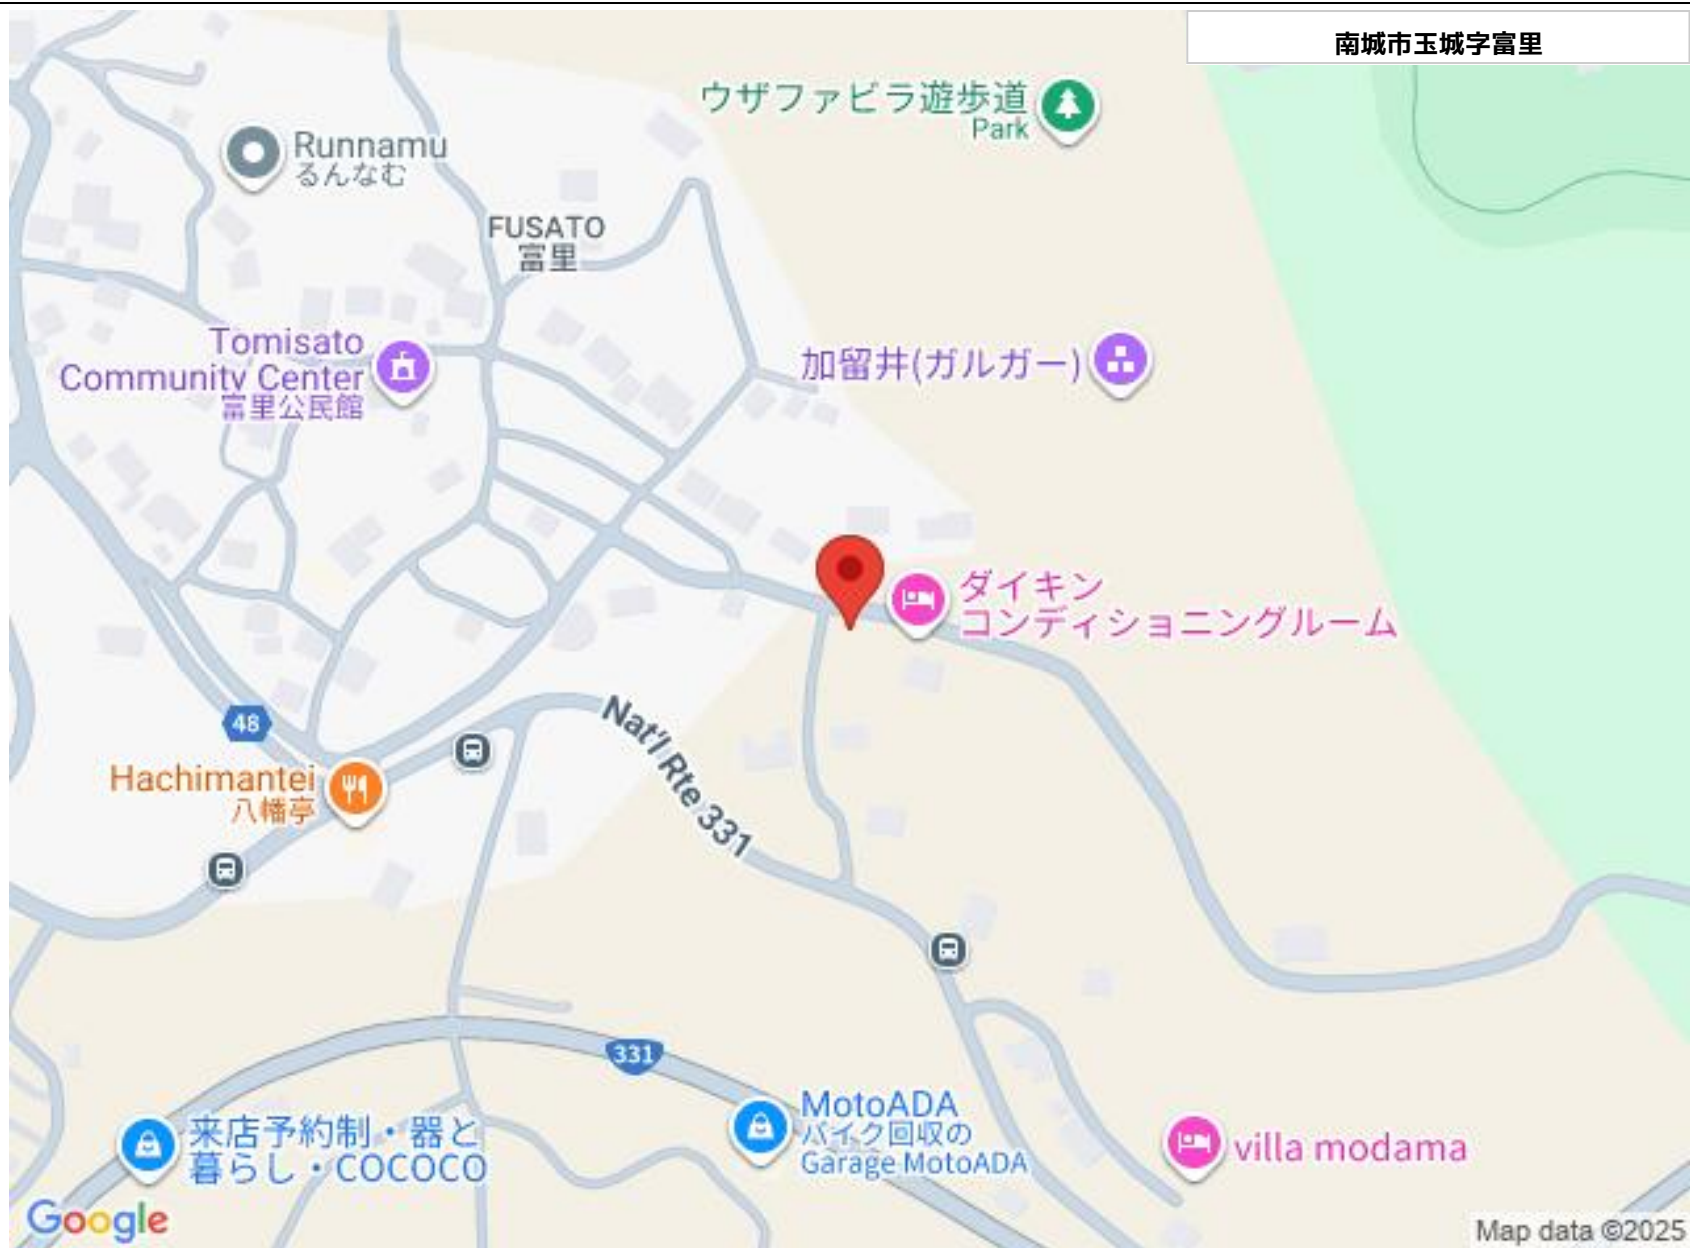 南城市玉城字富里
ウザファビラ遊歩道
Park
Runnamu
るんなむ
FUSATO
富里
Tomisato
Community Center
富里公民館
加留井(ガルガー)
ダイキン
コンディショニングルーム
48
Nat'l Rte 331
Hachimantei
八幡亭
331
来店予約制・器と
暮らし・COCOCO
MotoADA
バイク回収の
Garage MotoADA
villa modama
Google
Map data ©2025